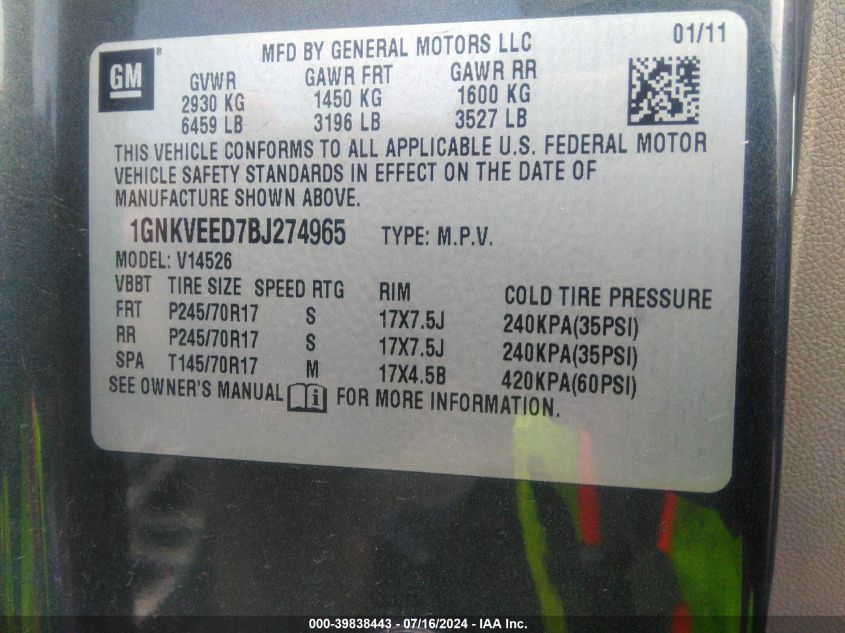 GM
MFD BY GENERAL MOTORS LLC 01/11
GVWR GAWR FRT GAWR RR
2930 KG 1450 KG 1600 KG
6459 LB 3196 LB 3527 LB
THIS VEHICLE CONFORMS TO ALL APPLICABLE U.S. FEDERAL MOTOR
VEHICLE SAFETY STANDARDS IN EFFECT ON THE DATE OF
MANUFACTURE SHOWN ABOVE.
1GNKVEED7BJ274965 TYPE: M.P.V.
MODEL: V14526
VBBT TIRE SIZE SPEED RTG RIM COLD TIRE PRESSURE
FRT P245/70R17 S 17X7.5J 240KPA(35PSI)
RR P245/70R17 S 17X7.5J 240KPA(35PSI)
SPA T145/70R17 M 17X4.5B 420KPA(60PSI)
SEE OWNER'S MANUAL i FOR MORE INFORMATION.
000-39838443 - 07/16/2024 - IAA Inc.